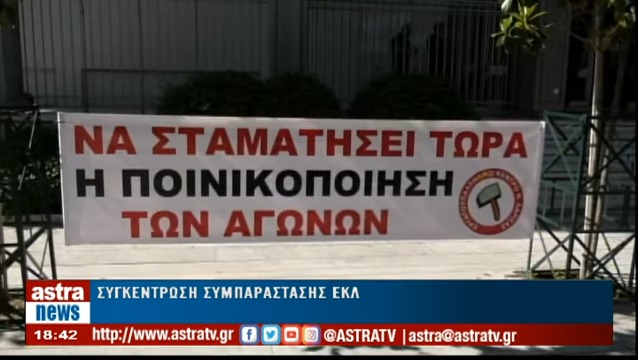 ΝΑ ΣΤΑΜΑΤΗΣΕΙ ΤΩΡΑ
Η ΠΟΙΝΙΚΟΠΟΙΗΣΗ
ΤΩΝ ΑΓΩΝΩΝ
astra
news
ΣΥΓΚΕΝΤΡΩΣΗ ΣΥΜΠΑΡΑΣΤΑΣΗΣ ΕΚΛ
18:42
http://www.astratv.gr @ASTRATV | astra@astratv.gr